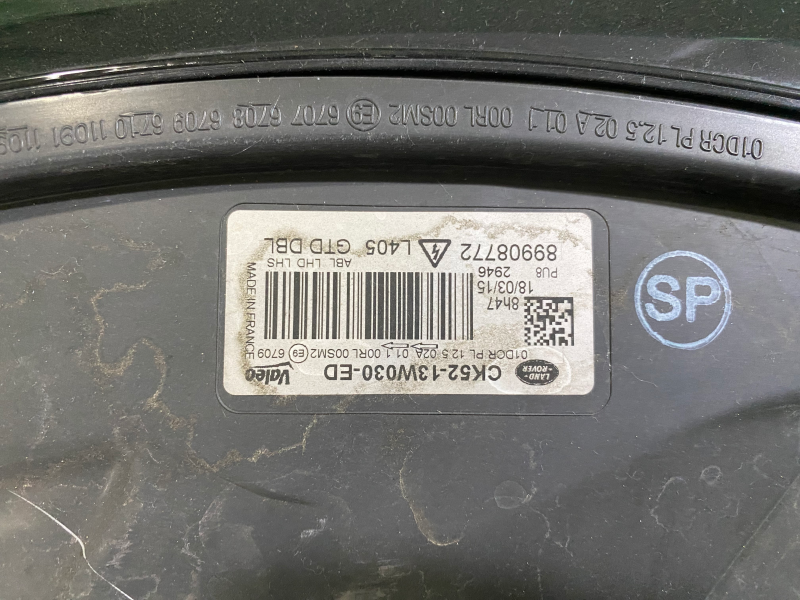 01DCR PL 12.5 02 A 01.1 00RL 00SM2 E9 6707 6708 6709 6710 11091
LAND ROVER
CK52-13W030-ED Valeo
01DCR PL 12.5 02A 01.1 00RL 00SM2 E9 6709
8h47
18/03/15
2946
PU8
MADE IN FRANCE
ABL LHD LHS
89908772 L405 GTD DBL
SP